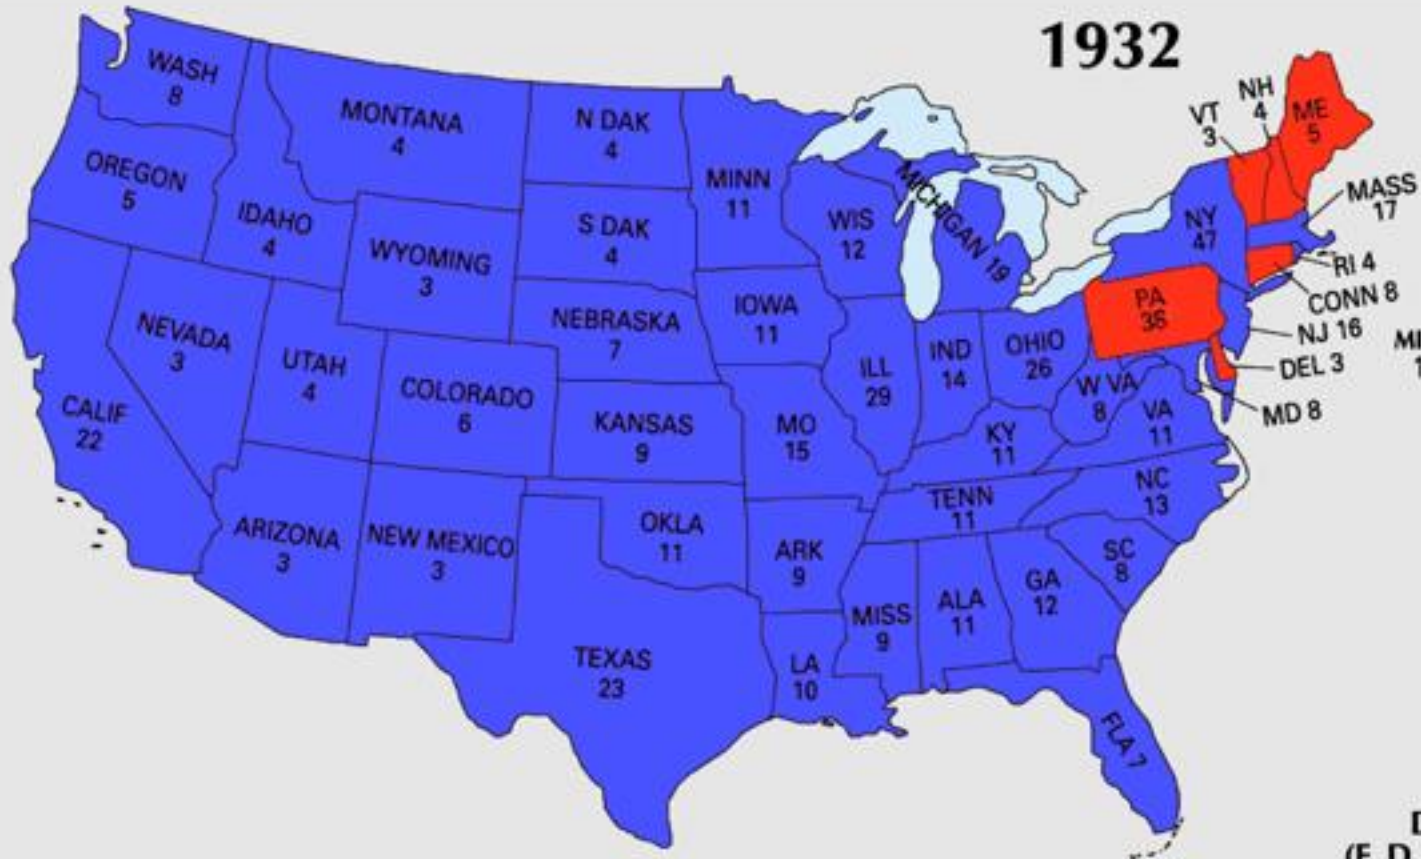 1932
WASH
8
MONTANA
4
N DAK
4
MINN
11
OREGON
5
IDAHO
4
WYOMING
3
S DAK
4
WIS
12
MICHIGAN 19
VT
3
NH
4
ME
5
NY
47
MASS
17
RI 4
CONN 8
NJ 16
DEL 3
MD 8
PA
36
NEVADA
3
UTAH
4
COLORADO
6
NEBRASKA
7
IOWA
11
ILL
29
IND
14
OHIO
26
W VA
8
VA
11
CALIF
22
KANSAS
9
MO
15
KY
11
NC
13
TENN
11
ARIZONA
3
NEW MEXICO
3
OKLA
11
ARK
9
SC
8
TEXAS
23
LA
10
MISS
9
ALA
11
GA
12
FLA 7